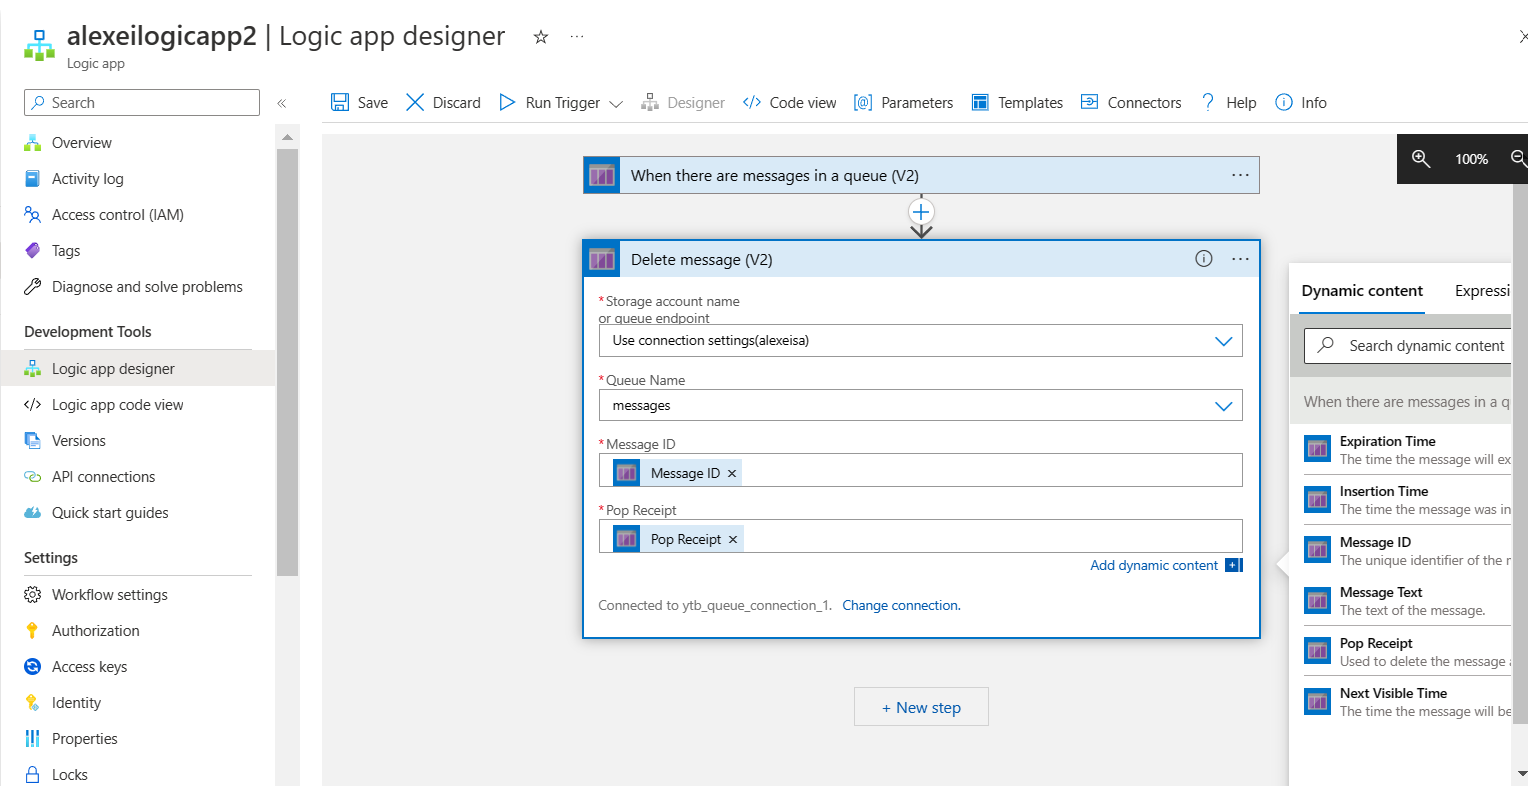 alexeilogicapp2 | Logic app designer
Logic app
Search
Overview
Activity log
Access control (IAM)
Tags
Diagnose and solve problems
Development Tools
Logic app designer
Logic app code view
Versions
API connections
Quick start guides
Settings
Workflow settings
Authorization
Access keys
Identity
Properties
Locks
Save Discard Run Trigger Designer Code view Parameters Templates Connectors Help Info
100%
When there are messages in a queue (V2)
Delete message (V2)
*Storage account name
or queue endpoint
Use connection settings(alexeisa)
*Queue Name
messages
*Message ID
Message ID ×
*Pop Receipt
Pop Receipt ×
Add dynamic content
Connected to ytb_queue_connection_1. Change connection.
+ New step
Dynamic content Expressi
Search dynamic content
When there are messages in a q
Expiration Time
The time the message will ex
Insertion Time
The time the message was in
Message ID
The unique identifier of the
Message Text
The text of the message.
Pop Receipt
Used to delete the message
Next Visible Time
The time the message will be